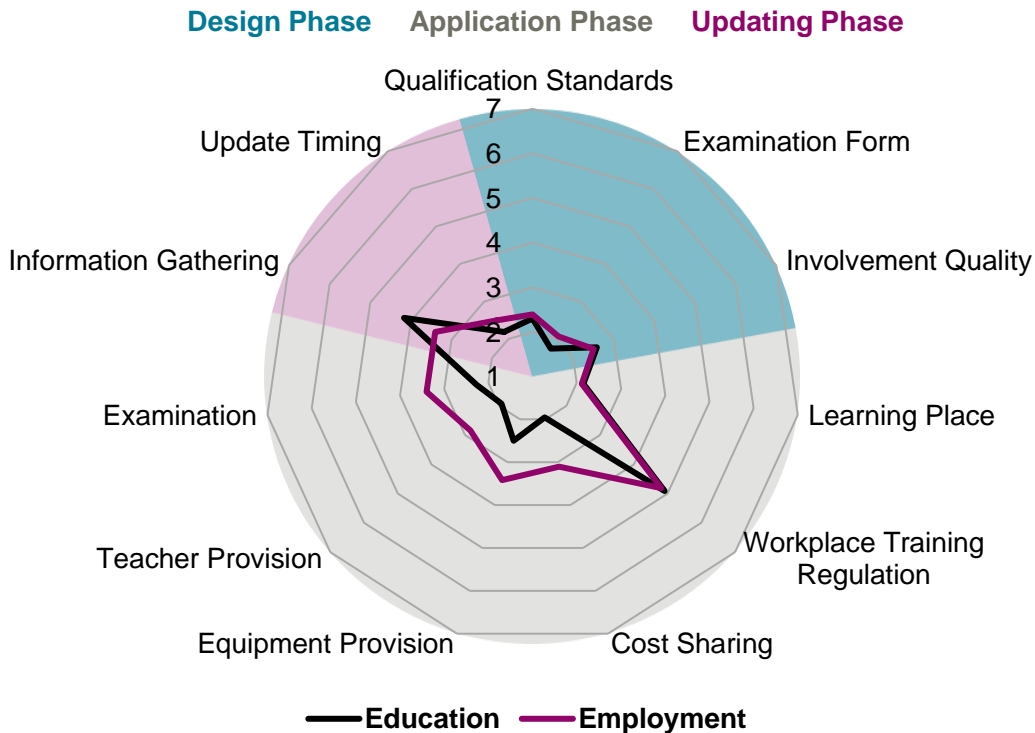 Design Phase Application Phase Updating Phase
Qualification Standards
7
Update Timing
Examination Form
6
5
4
Information Gathering
Involvement Quality
3
2
1
Examination
Learning Place
Teacher Provision
Workplace Training
Regulation
Equipment Provision
Cost Sharing
Education Employment